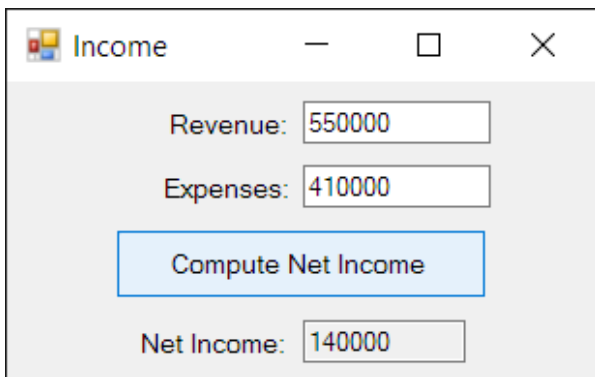 Income
Revenue: 550000
Expenses: 410000
Compute Net Income
Net Income: 140000